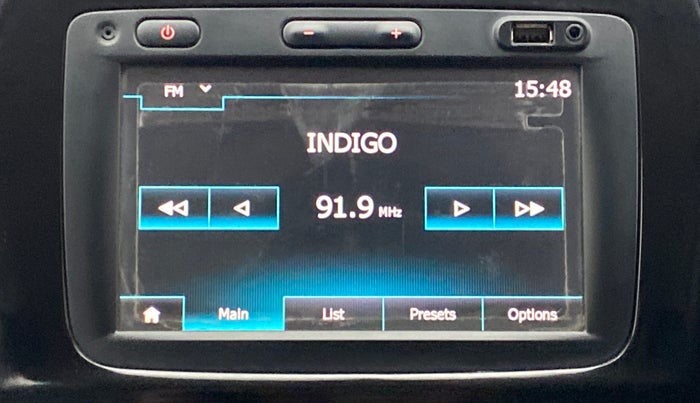 FM
15:48
INDIGO
91.9 MHz
Main
List
Presets
Options